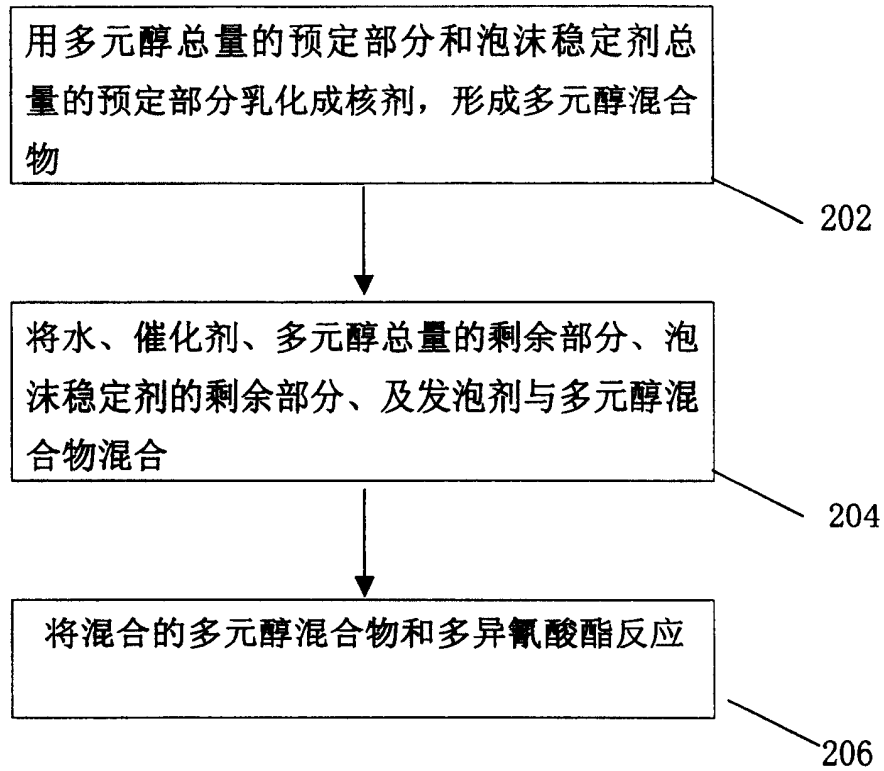 用多元醇总量的预定部分和泡沫稳定剂总
量的预定部分乳化成核剂，形成多元醇混合
物
202
将水、催化剂、多元醇总量的剩余部分、泡
沫稳定剂的剩余部分、及发泡剂与多元醇混
合物混合
204
将混合的多元醇混合物和多异氰酸酯反应
206